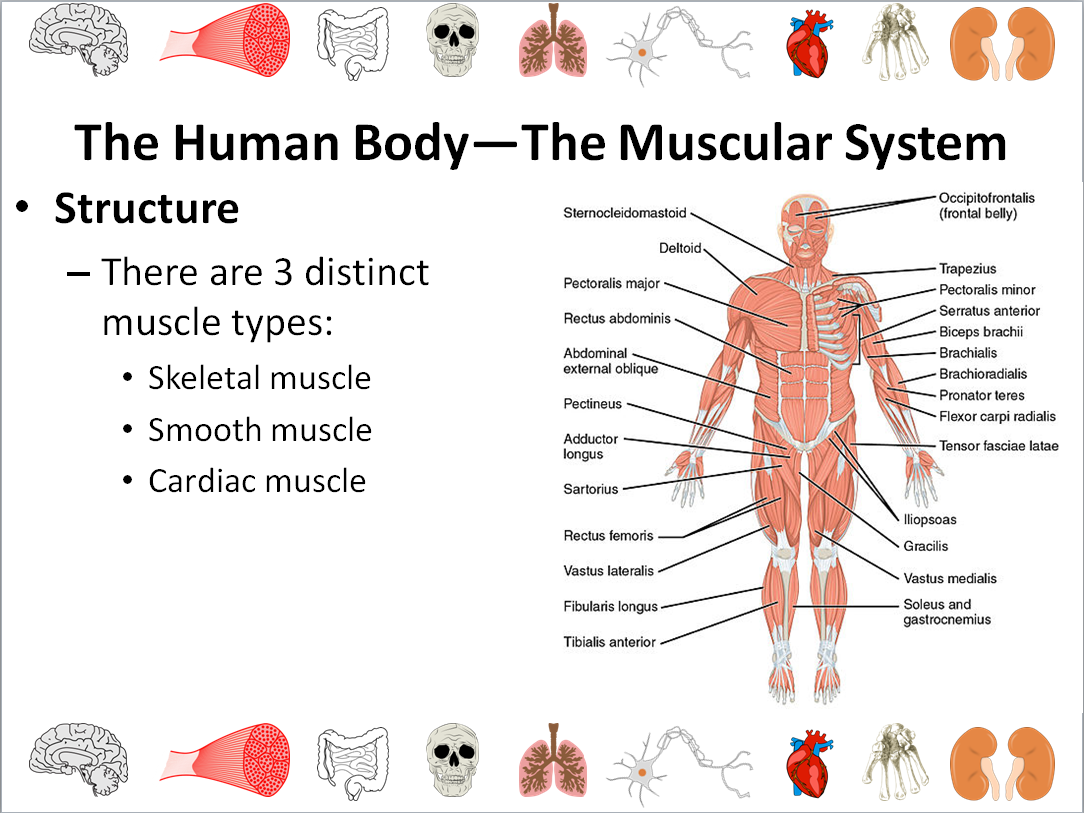 The Human Body—The Muscular System
• Structure
– There are 3 distinct
muscle types:
• Skeletal muscle
• Smooth muscle
• Cardiac muscle
Sternocleidomastoid
Deltoid
Pectoralis major
Rectus abdominis
Abdominal
external oblique
Pectineus
Adductor
longus
Sartorius
Rectus femoris
Vastus lateralis
Fibularis longus
Tibialis anterior
Occipitofrontalis
(frontal belly)
Trapezius
Pectoralis minor
Serratus anterior
Biceps brachii
Brachialis
Brachioradialis
Pronator teres
Flexor carpi radialis
Tensor fasciae latae
Iliopsoas
Gracilis
Vastus medialis
Soleus and
gastrocnemius